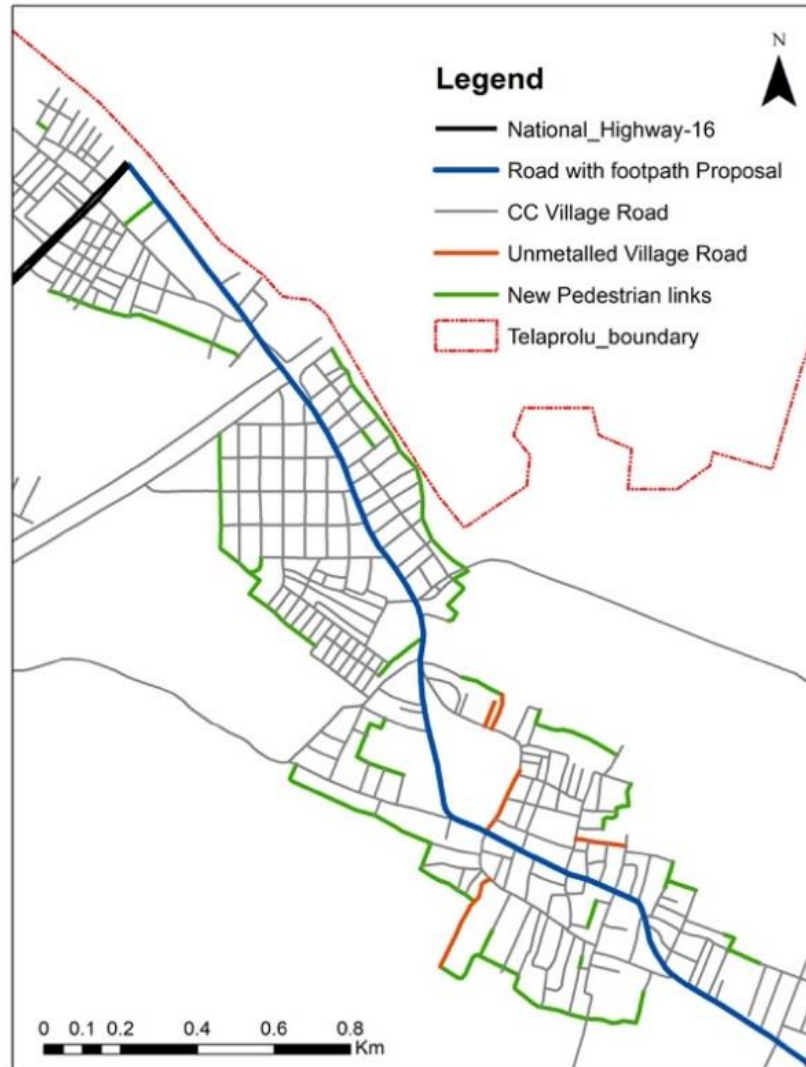 N
Legend
National_Highway-16
Road with footpath Proposal
CC Village Road
Unmetalled Village Road
New Pedestrian links
Telaprolu_boundary
0 0.1 0.2 0.4 0.6 0.8
Km